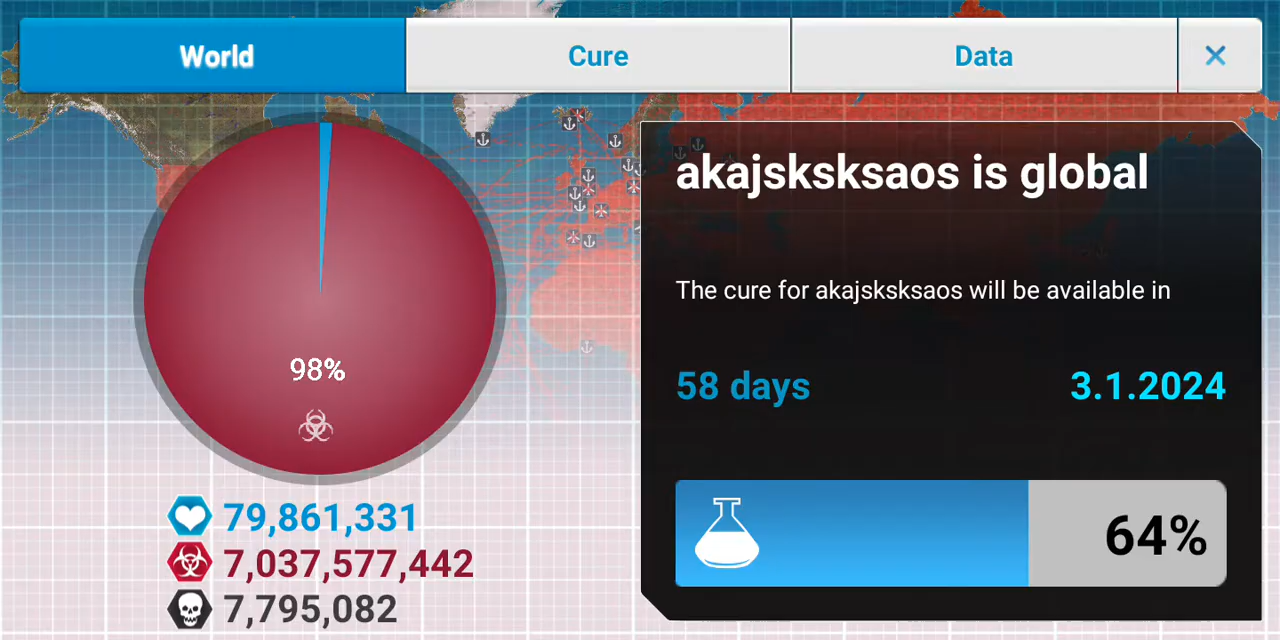 World
Cure
Data
×
akajsksksaos is global
The cure for akajsksksaos will be available in
58 days
3.1.2024
98%
64%
79,861,331
7,037,577,442
7,795,082